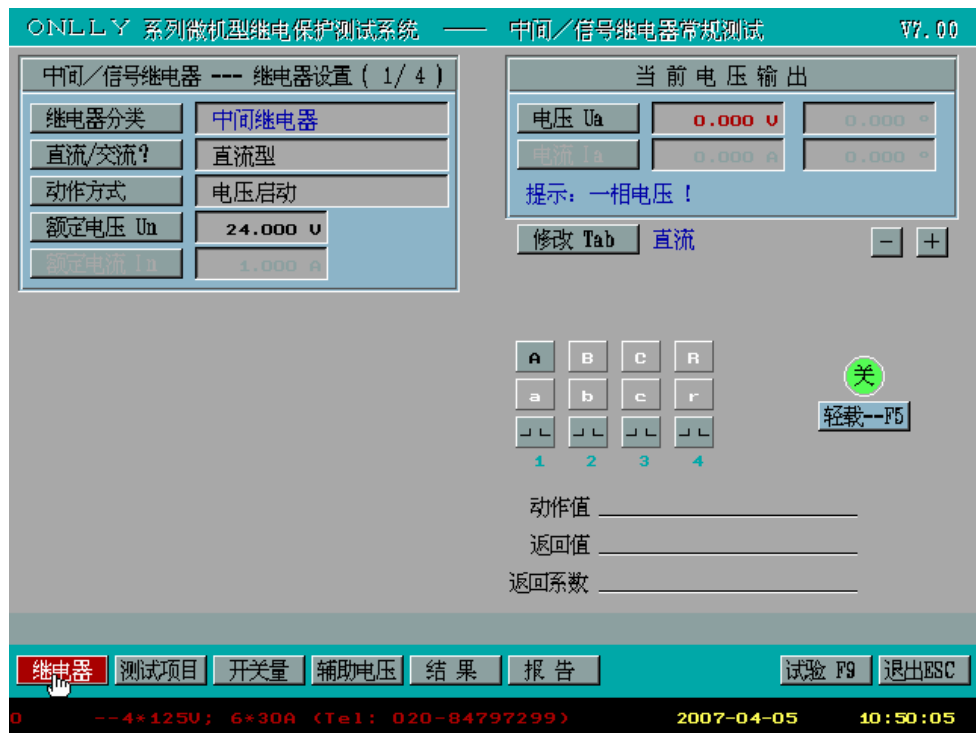 ONLLY 系列微机型继电保护测试系统 —— 中间／信号继电器常规测试 V7.00
中间／信号继电器 --- 继电器设置 ( 1/ 4 )
继电器分类 中间继电器
直流/交流? 直流型
动作方式 电压启动
额定电压 Un 24.000 V
额定电流 In 1.000 A
当 前 电 压 输 出
电压 Ua 0.000 V 0.000 °
电流 Ia 0.000 A 0.000 °
提示: 一相电压 !
修改 Tab 直流 - +
A B C R
a b c r
1 2 3 4
关
轻载--F5
动作值
返回值
返回系数
继电器 测试项目 开关量 辅助电压 结 果 报 告 试验 F9 退出ESC
0 --4*125V; 6*30A (Tel: 020-84797299) 2007-04-05 10:50:05